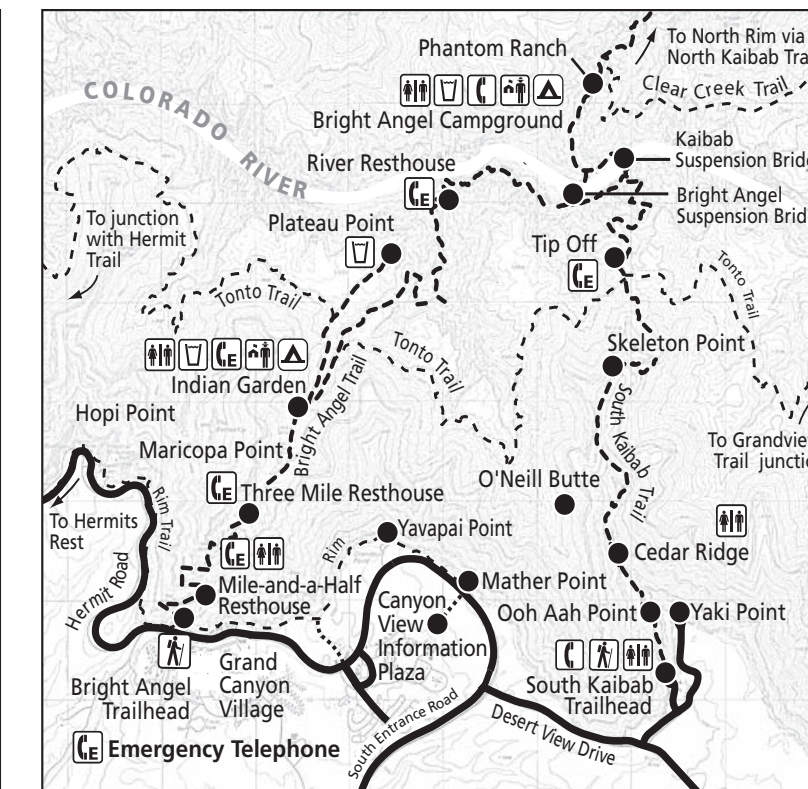 To North Rim via
North Kaibab Tra
Phantom Ranch
Clear Creek Trail
COLORADO RIVER
Bright Angel Campground
Kaibab
Suspension Bridg
River Resthouse
E
Bright Angel
Suspension Brid
To junction
with Hermit
Trail
Plateau Point
Tip Off
E
Tonto Trail
Tonto Trail
Tonto Trail
Skeleton Point
E
Indian Garden
Bright Angel Trail
South Kaibab Trail
Hopi Point
Maricopa Point
To Grandvie
Trail junctio
E
Three Mile Resthouse
O'Neill Butte
Rim Trail
To Hermits
Rest
Yavapai Point
Rim
E
Cedar Ridge
Hermit Road
Mile-and-a-Half
Resthouse
Mather Point
Canyon
View
Information
Plaza
Ooh Aah Point
Yaki Point
Grand
Canyon
Village
Bright Angel
Trailhead
South Kaibab
Trailhead
South Entrance Road
Desert View Drive
E Emergency Telephone